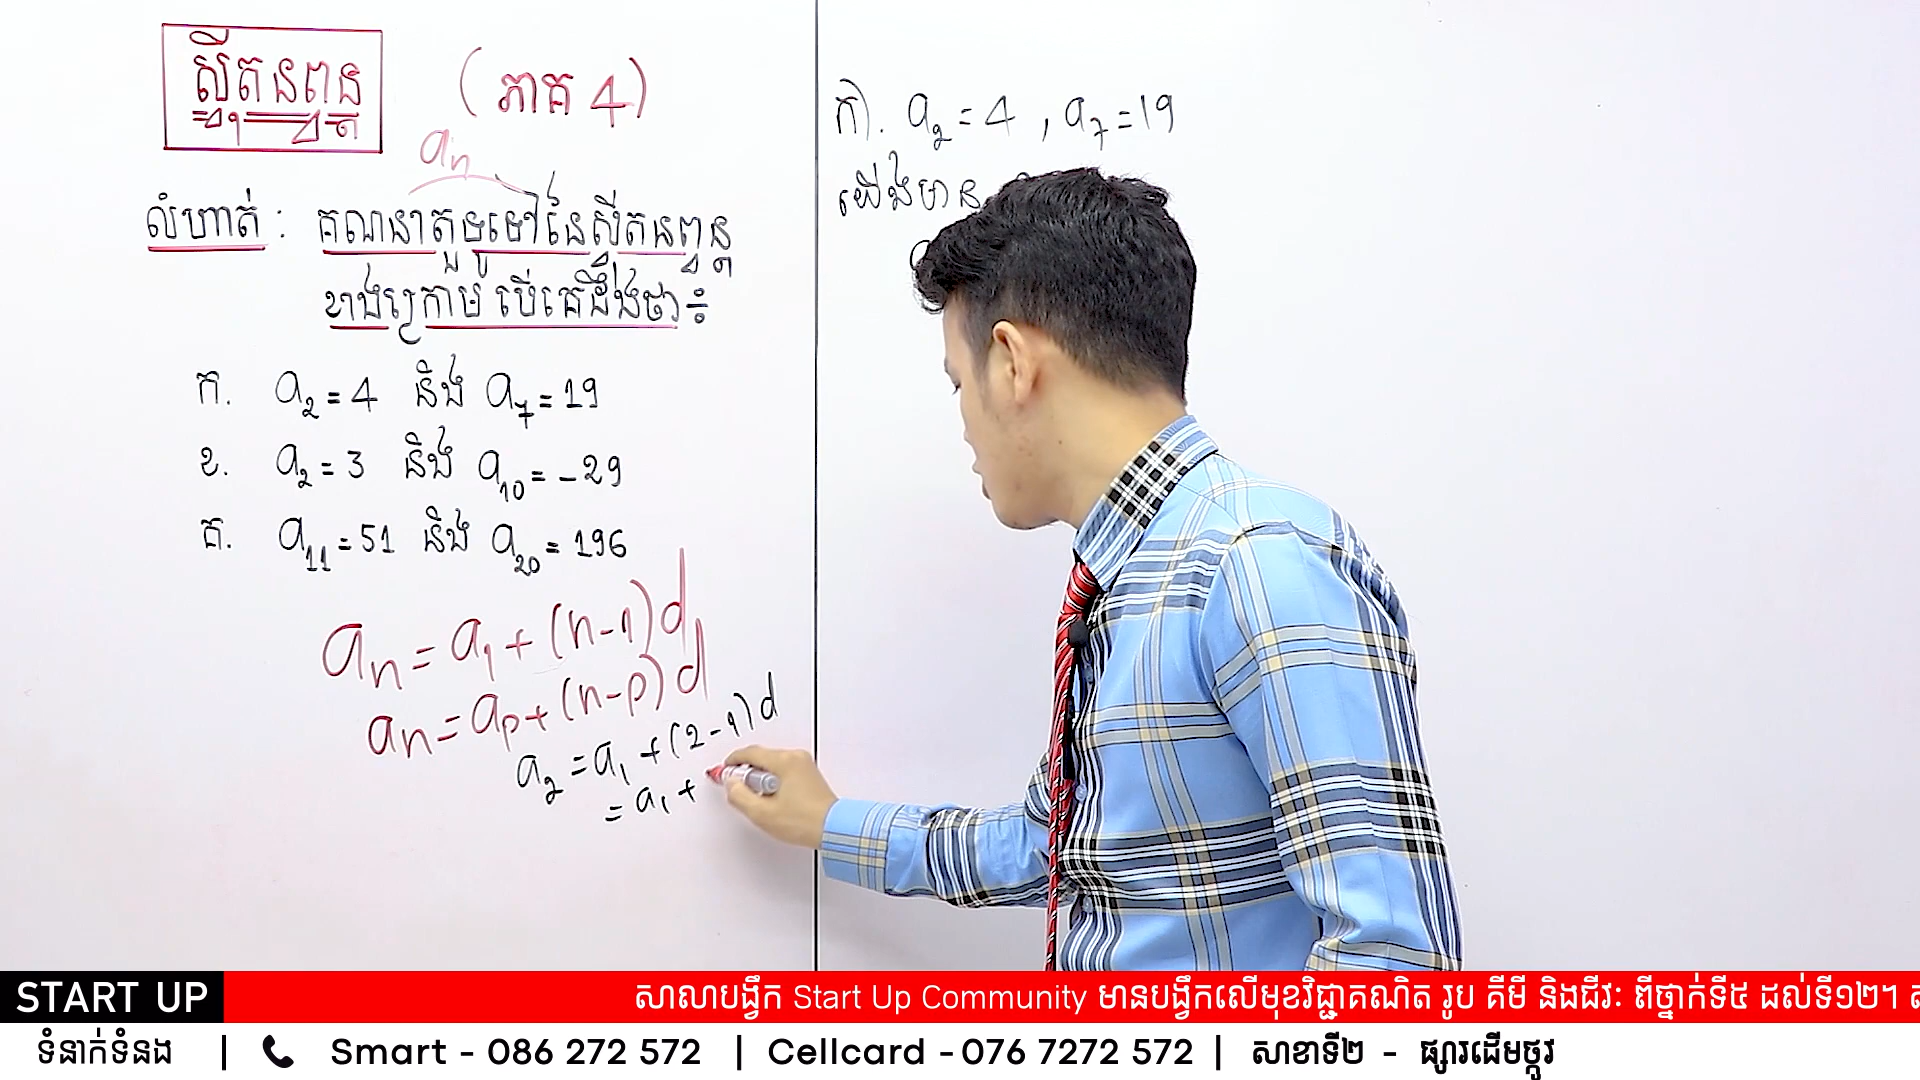 ស្វ៊ីតនព្វន្ត
(ភាគ 4)
aₙ
លំហាត់ : គណនាតួទូទៅនៃស្វ៊ីតនព្វន្ត
ខាងក្រោម បើគេដឹងថា ÷
ក. a₂ = 4 និង a₇ = 19
ខ. a₂ = 3 និង a₁₀ = -29
គ. a₁₁ = 51 និង a₂₀ = 196
aₙ = a₁ + (n-1)d
aₙ = aₚ + (n-p)d
a₂ = a₁ + (2-1)d
= a₁ +
ក). a₂ = 4 , a₇ = 19
យើងមាន
START UP
សាលាបង្រៀន Start Up Community មានបង្រៀនលើមុខវិជ្ជាគណិត រូប គីមី និងជីវៈ ពីថ្នាក់ទី៥ ដល់ទី១២។
ទំនាក់ទំនង | Smart - 086 272 572 | Cellcard - 076 7272 572 | សាខាទី២ - ផ្សារដើមថ្កូវ